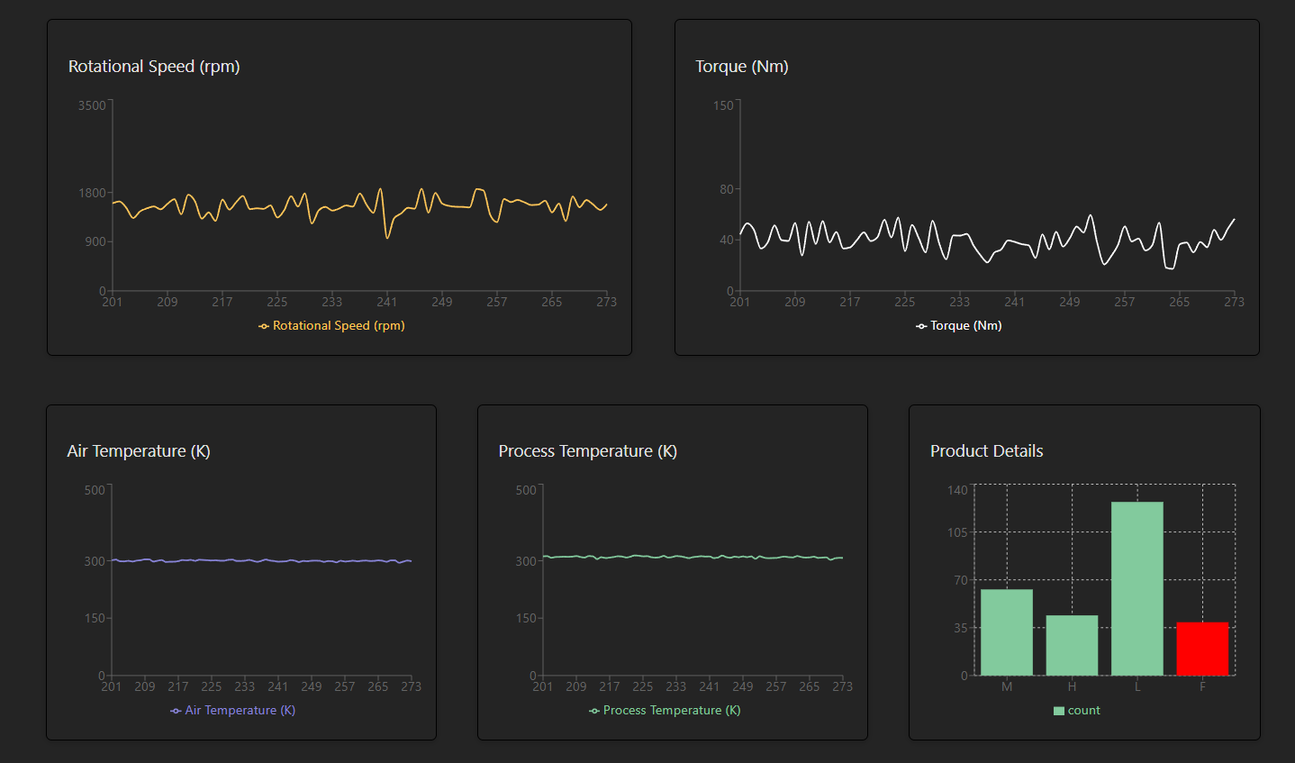 Rotational Speed (rpm)
3500
1800
900
0
201 209 217 225 233 241 249 257 265 273
Rotational Speed (rpm)
Torque (Nm)
150
80
40
0
201 209 217 225 233 241 249 257 265 273
Torque (Nm)
Air Temperature (K)
500
300
150
0
201 209 217 225 233 241 249 257 265 273
Air Temperature (K)
Process Temperature (K)
500
300
150
0
201 209 217 225 233 241 249 257 265 273
Process Temperature (K)
Product Details
140
105
70
35
0
M H L F
count